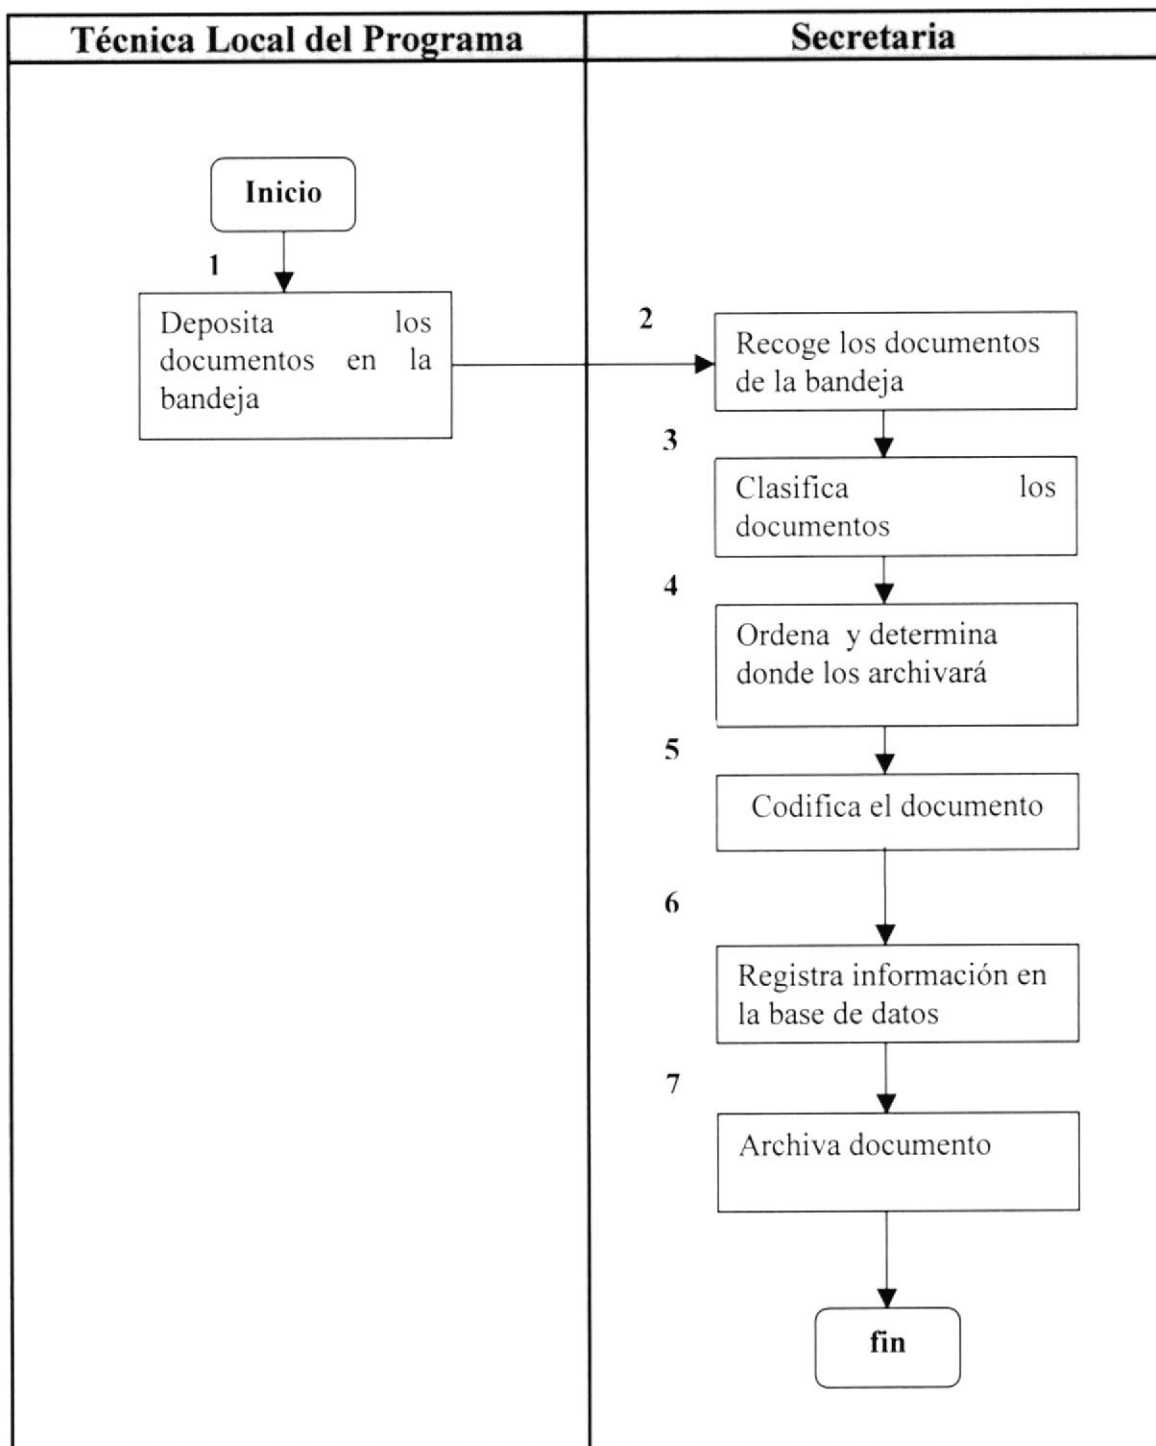 Técnica Local del Programa
Secretaria
Inicio
1
Deposita los
documentos en la
bandeja
2
Recoge los documentos
de la bandeja
3
Clasifica los
documentos
4
Ordena y determina
donde los archivará
5
Codifica el documento
6
Registra información en
la base de datos
7
Archiva documento
fin